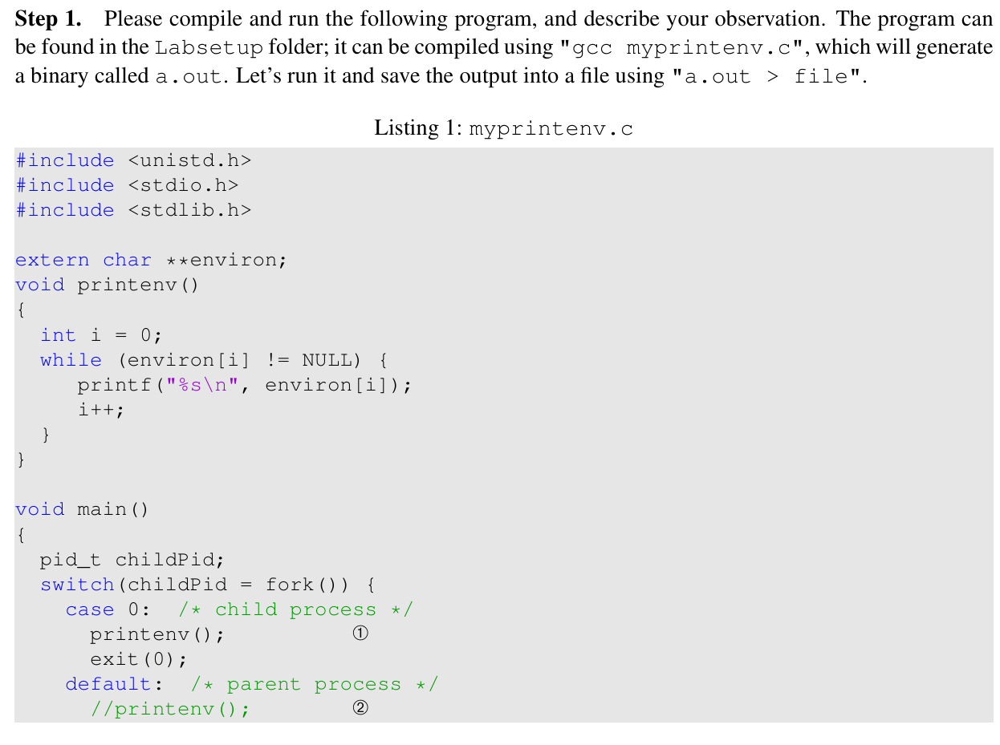 Step 1. Please compile and run the following program, and describe your observation. The program can
be found in the Labsetup folder; it can be compiled using "gcc myprintenv.c", which will generate
a binary called a.out. Let’s run it and save the output into a file using "a.out > file".
Listing 1: myprintenv.c
#include <unistd.h>
#include <stdio.h>
#include <stdlib.h>
extern char **environ;
void printenv()
{
  int i = 0;
  while (environ[i] != NULL) {
     printf("%s\n", environ[i]);
     i++;
  }
}
void main()
{
  pid_t childPid;
  switch(childPid = fork()) {
    case 0:  /* child process */
      printenv();          ①
      exit(0);
    default:  /* parent process */
      //printenv();        ②